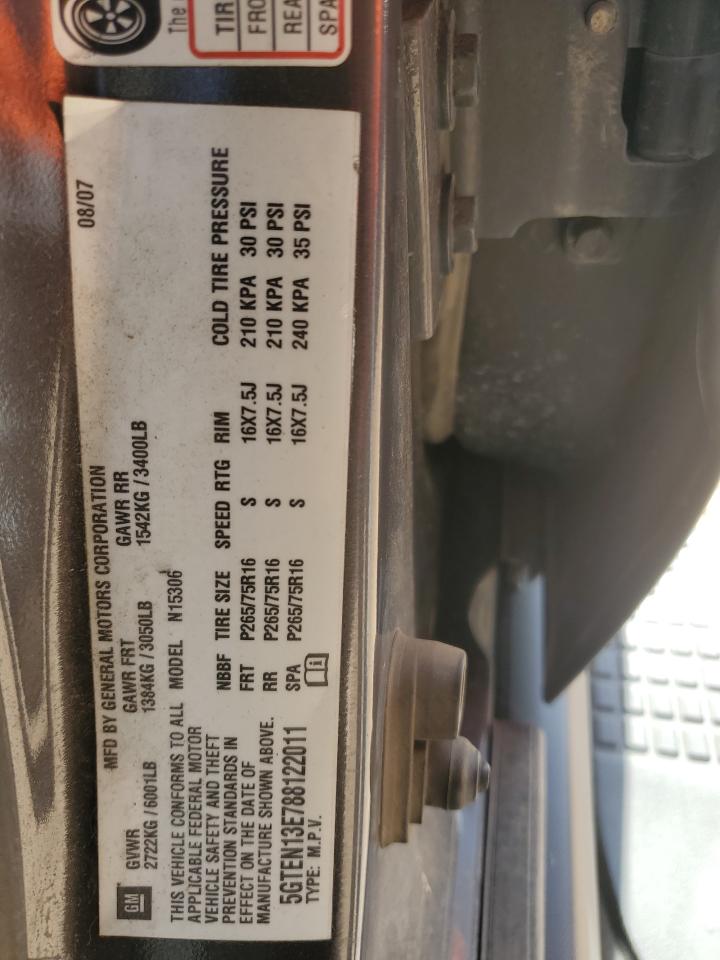 The
TIR
FRO
REA
SPA
MFD BY GENERAL MOTORS CORPORATION
08/07
GM
GVWR GAWR FRT GAWR RR
2722KG / 6001LB 1384KG / 3050LB 1542KG / 3400LB
THIS VEHICLE CONFORMS TO ALL
APPLICABLE FEDERAL MOTOR
VEHICLE SAFETY AND THEFT
PREVENTION STANDARDS IN
EFFECT ON THE DATE OF
MANUFACTURE SHOWN ABOVE.
MODEL N15306
NBBF TIRE SIZE SPEED RTG RIM COLD TIRE PRESSURE
FRT P265/75R16 S 16X7.5J 210 KPA 30 PSI
RR P265/75R16 S 16X7.5J 210 KPA 30 PSI
SPA P265/75R16 S 16X7.5J 240 KPA 35 PSI
5GTEN13E788122011
TYPE: M.P.V.